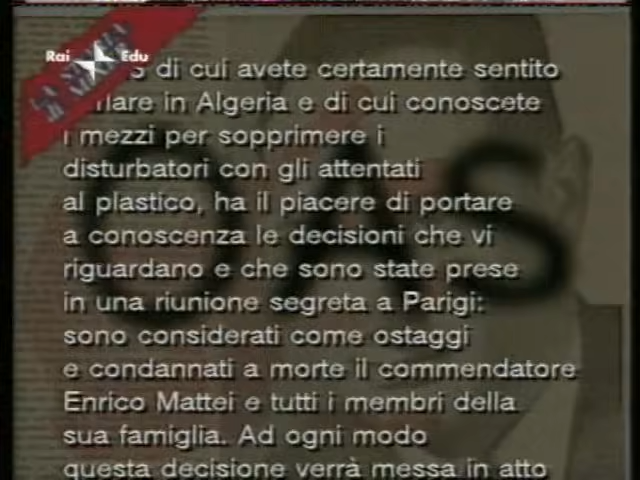 Rai Edu
LA STORIA
di cui avete certamente sentito
in Algeria e di cui conoscete
i mezzi per sopprimere i
disturbatori con gli attentati
al plastico, ha il piacere di portare
a conoscenza le decisioni che vi
riguardano e che sono state prese
in una riunione segreta a Parigi:
sono considerati come ostaggi
e condannati a morte il commendatore
Enrico Mattei e tutti i membri della
sua famiglia. Ad ogni modo
questa decisione verrà messa in atto
OAS